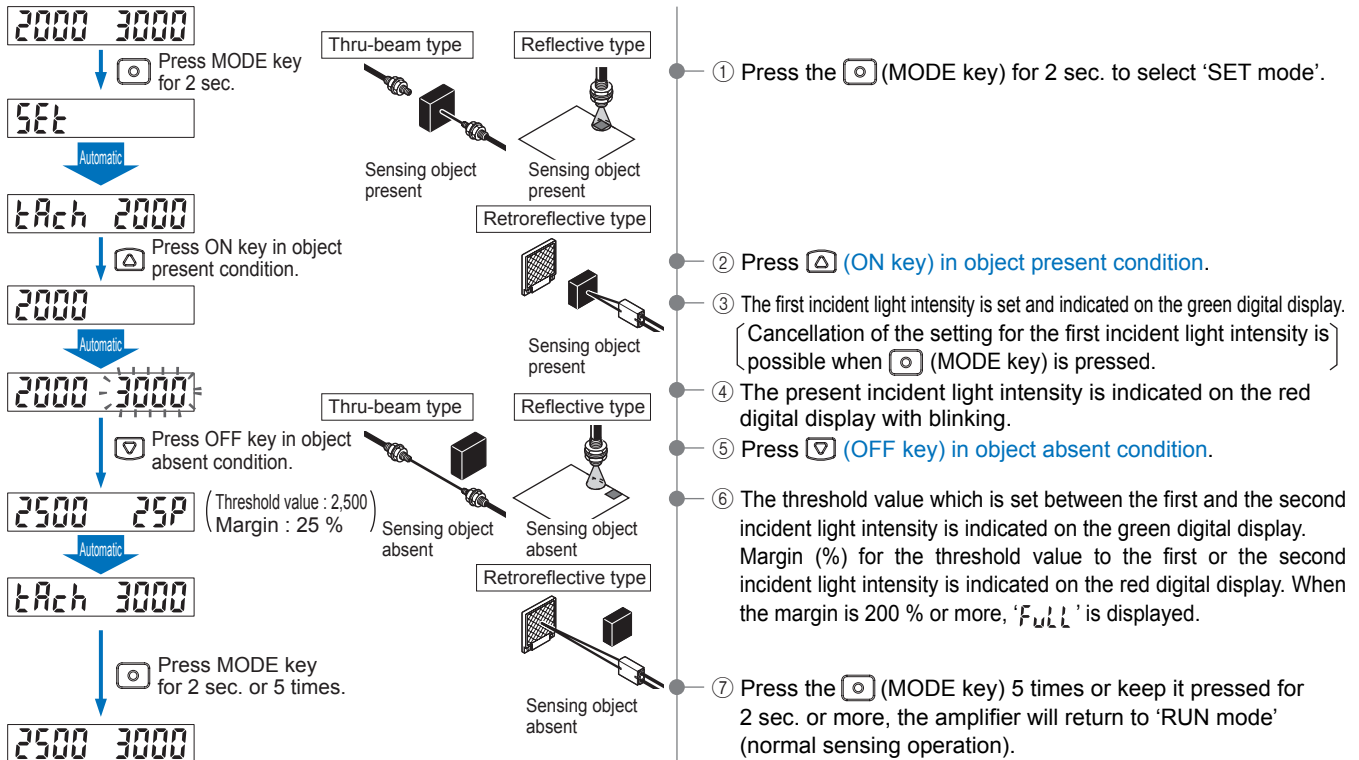 2000 3000
Press MODE key
for 2 sec.
SEt
Automatic
tAch 2000
Press ON key in object
present condition.
2000
Automatic
2000 3000
Press OFF key in object
absent condition.
2500 25P
(Threshold value : 2,500
Margin : 25 %)
Automatic
tAch 3000
Press MODE key
for 2 sec. or 5 times.
2500 3000
Thru-beam type
Sensing object
present
Reflective type
Sensing object
present
Retroreflective type
Sensing object
present
Thru-beam type
Sensing object
absent
Reflective type
Sensing object
absent
Retroreflective type
Sensing object
absent
① Press the (MODE key) for 2 sec. to select ‘SET mode’.
② Press (ON key) in object present condition.
③ The first incident light intensity is set and indicated on the green digital display.
Cancellation of the setting for the first incident light intensity is
possible when (MODE key) is pressed.
④ The present incident light intensity is indicated on the red
digital display with blinking.
⑤ Press (OFF key) in object absent condition.
⑥ The threshold value which is set between the first and the second
incident light intensity is indicated on the green digital display.
Margin (%) for the threshold value to the first or the second
incident light intensity is indicated on the red digital display. When
the margin is 200 % or more, ‘FuLL’ is displayed.
⑦ Press the (MODE key) 5 times or keep it pressed for
2 sec. or more, the amplifier will return to ‘RUN mode’
(normal sensing operation).